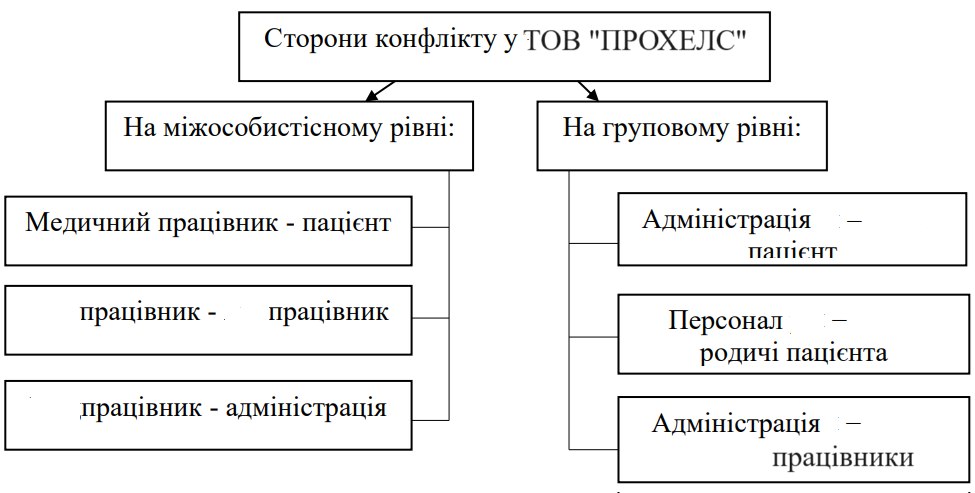 Сторони конфлікту у ТОВ "ПРОХЕЛС"
На міжособистісному рівні:
На груповому рівні:
Медичний працівник - пацієнт
працівник - працівник
працівник - адміністрація
Адміністрація –
пацієнт
Персонал –
родичі пацієнта
Адміністрація –
працівники